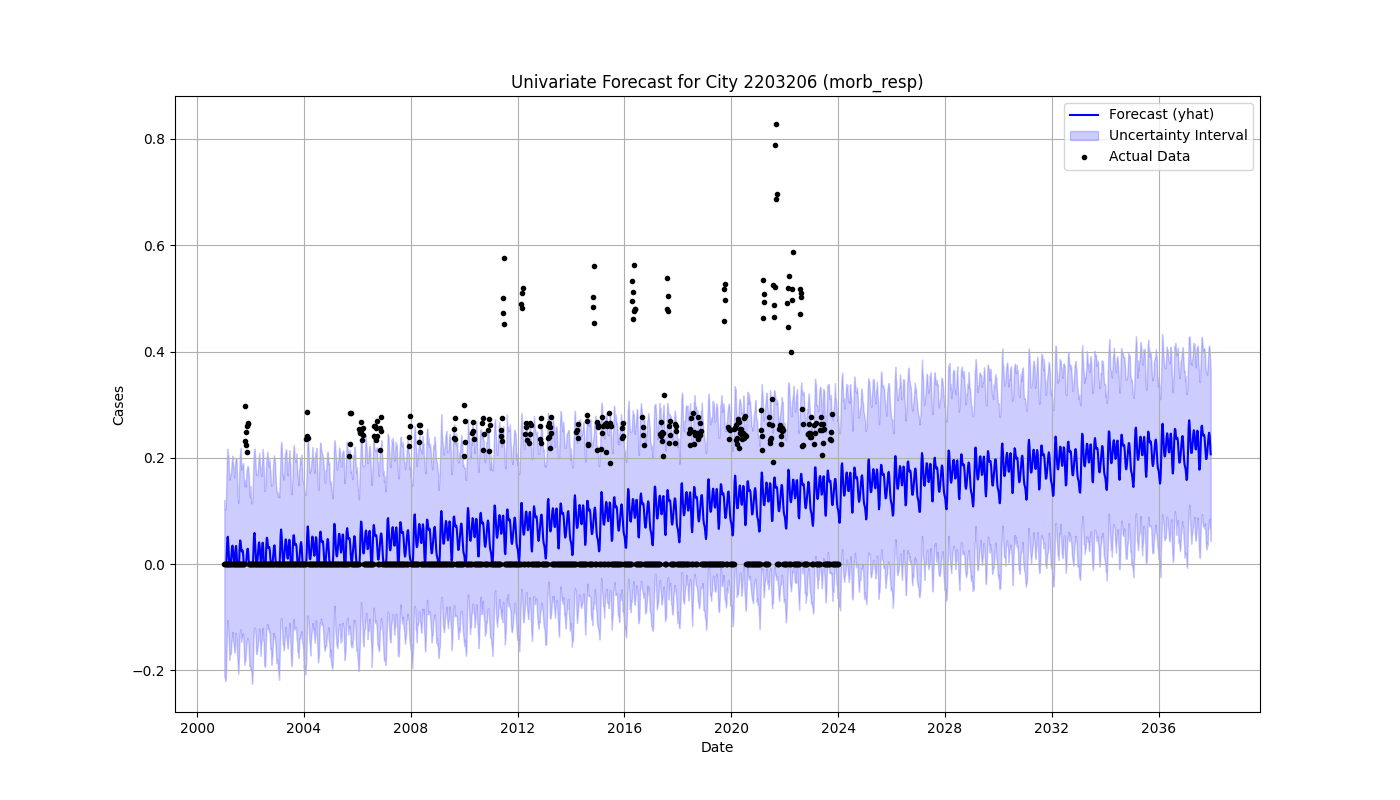 Univariate Forecast for City 2203206 (morb_resp)
Forecast (yhat)
Uncertainty Interval
Actual Data
Cases
0.8
0.6
0.4
0.2
0.0
−0.2
2000 2004 2008 2012 2016 2020 2024 2028 2032 2036
Date